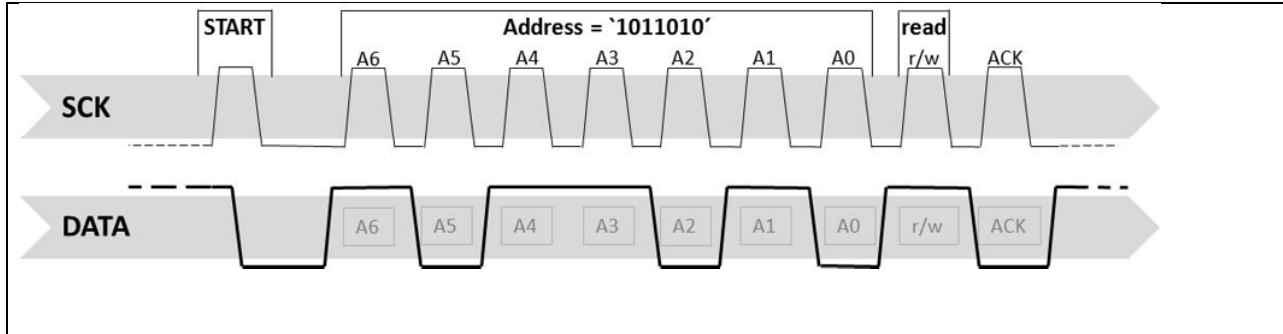 START Address = `1011010´ read
A6 A5 A4 A3 A2 A1 A0 r/w ACK
SCK
DATA A6 A5 A4 A3 A2 A1 A0 r/w ACK